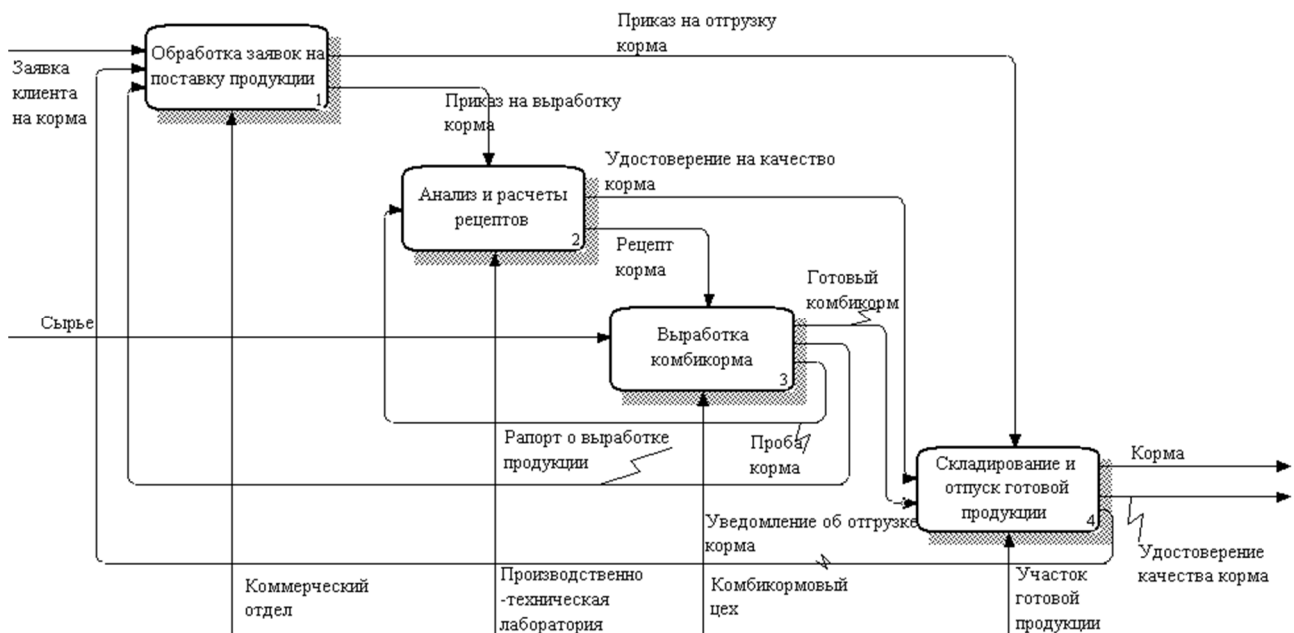 Приказ на отгрузку
корма
Обработка заявок на
поставку продукции
1
Заявка
клиента
на корма
Приказ на выработку
корма
Удостоверение на качество
корма
Анализ и расчеты
рецептов
2
Рецепт
корма
Готовый
комбикорм
Сырье
Выработка
комбикорма
3
Рапорт о выработке
продукции
Проба
корма
Складирование и
отпуск готовой
продукции
4
Корма
Уведомление об отгрузке
корма
Удостоверение
качества корма
Коммерческий
отдел
Производственно
-техническая
лаборатория
Комбикормовый
цех
Участок
готовой
продукции